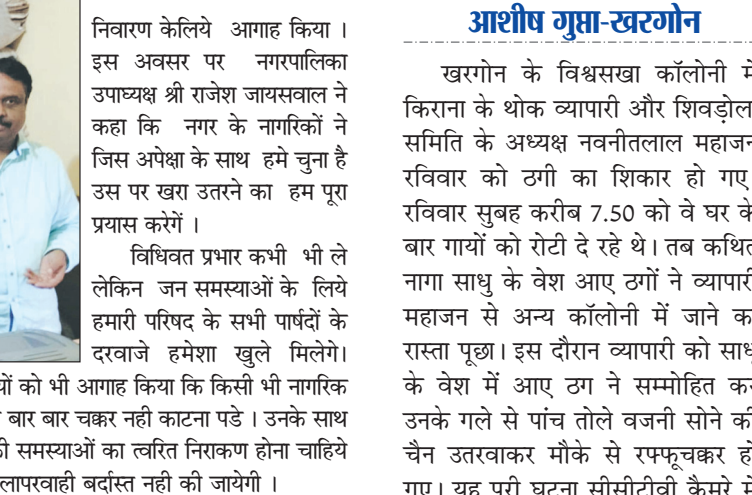 निवारण केलिये आगाह किया ।
इस अवसर पर नगरपालिका
उपाघ्यक्ष श्री राजेश जायसवाल ने
कहा कि नगर के नागरिकों ने
जिस अपेक्षा के साथ हमे चुना है
उस पर खरा उतरने का हम पूरा
प्रयास करेगें ।
विधिवत प्रभार कभी भी ले
लेकिन जन समस्याओं के लिये
हमारी परिषद के सभी पार्षदों के
दरवाजे हमेशा खुले मिलेगे।
यों को भी आगाह किया कि किसी भी नागरिक
बार बार चक्कर नही काटना पडे । उनके साथ
की समस्याओं का त्वरित निराकण होना चाहिये
लापरवाही बर्दास्त नही की जायेगी ।
आशीष गुप्ता-खरगोन
खरगोन के विश्वसखा कॉलोनी में
किराना के थोक व्यापारी और शिवड़ोल
समिति के अध्यक्ष नवनीतलाल महाजन
रविवार को ठगी का शिकार हो गए
रविवार सुबह करीब 7.50 को वे घर के
बार गायों को रोटी दे रहे थे। तब कथित
नागा साधु के वेश आए ठगों ने व्यापारी
महाजन से अन्य कॉलोनी में जाने का
रास्ता पूछा। इस दौरान व्यापारी को साधु
के वेश में आए ठग ने सम्मोहित कर
उनके गले से पांच तोले वजनी सोने की
चैन उतरवाकर मौके से रफ्फूचक्कर हो
गए। यह पूरी घटना सीसीटीवी कैमरे में